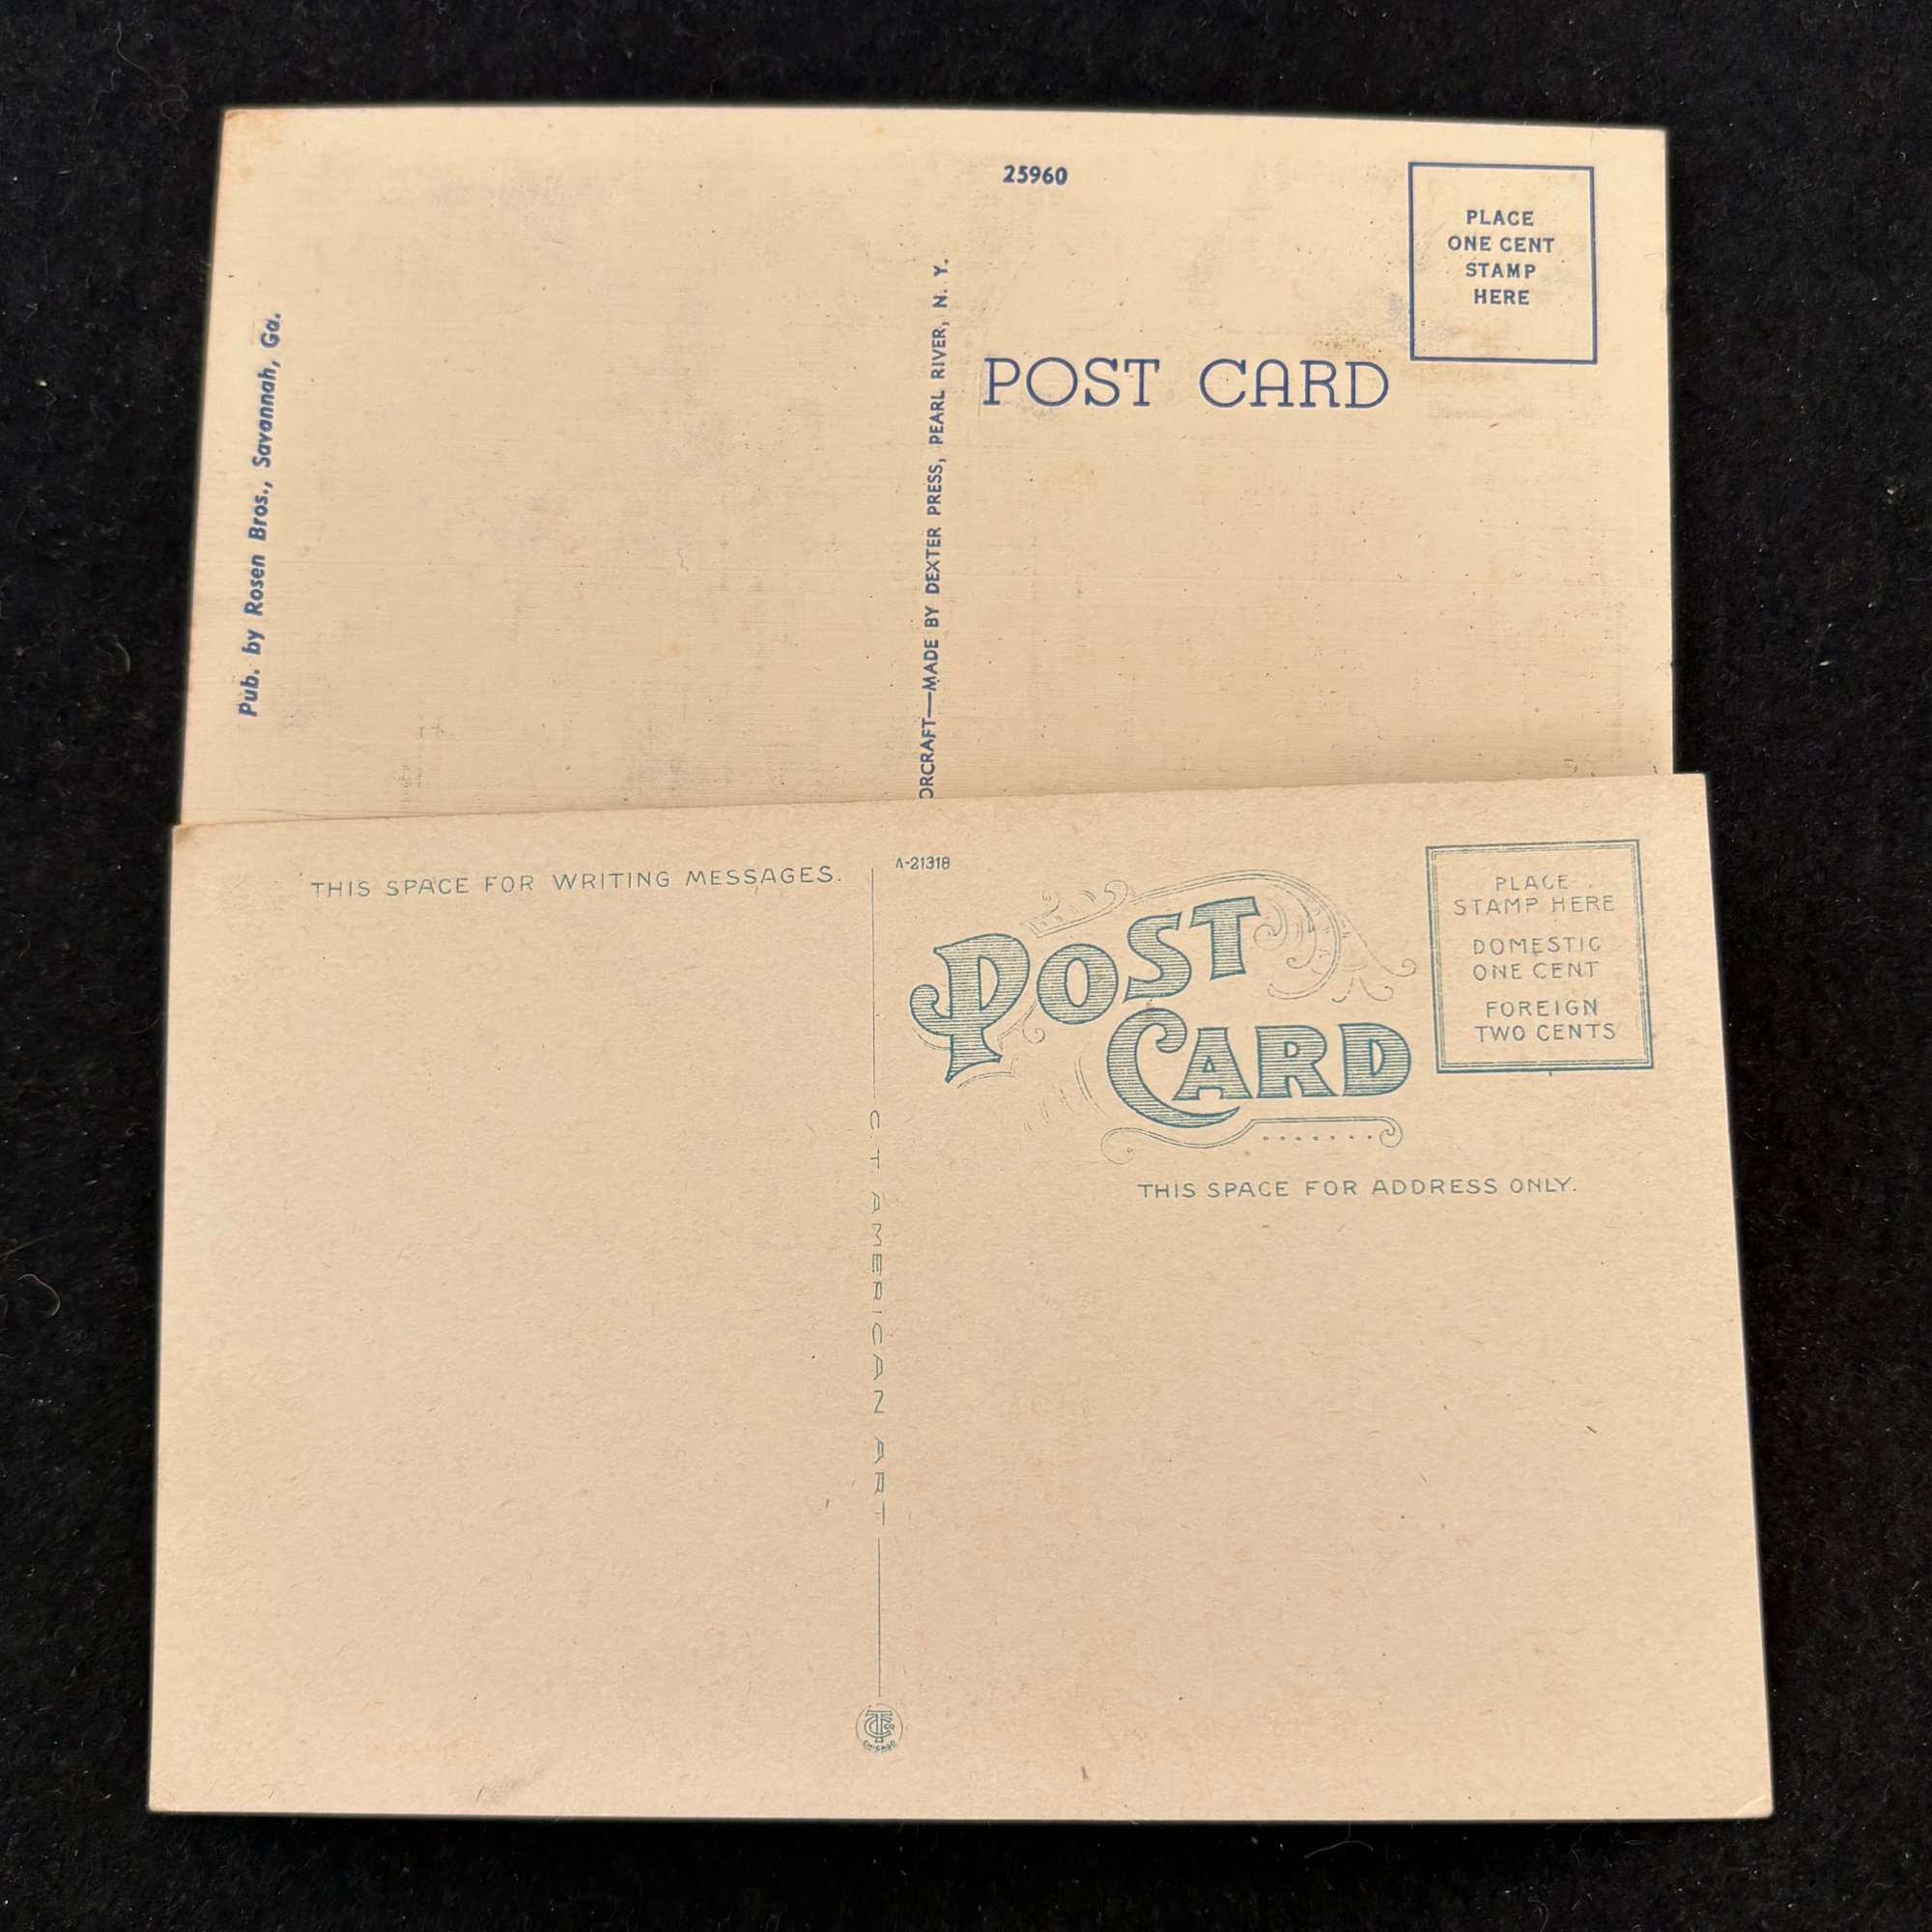 25960
PLACE
ONE CENT
STAMP
HERE
POST CARD
Pub. by Rosen Bros., Savannah, Ga.
ORCRAFT—MADE BY DEXTER PRESS, PEARL RIVER, N. Y.
THIS SPACE FOR WRITING MESSAGES.
A-21318
POST
CARD
PLACE
STAMP HERE
DOMESTIC
ONE CENT
FOREIGN
TWO CENTS
THIS SPACE FOR ADDRESS ONLY.
C. T. AMERICAN ART
CHICAGO